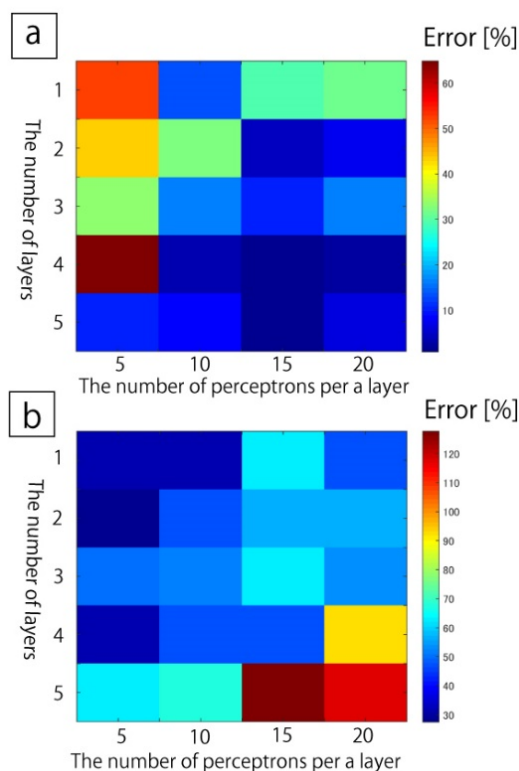 a
Error [%]
The number of layers
1
2
3
4
5
5 10 15 20
The number of perceptrons per a layer
60
50
40
30
20
10
b
Error [%]
The number of layers
1
2
3
4
5
5 10 15 20
The number of perceptrons per a layer
120
110
100
90
80
70
60
50
40
30